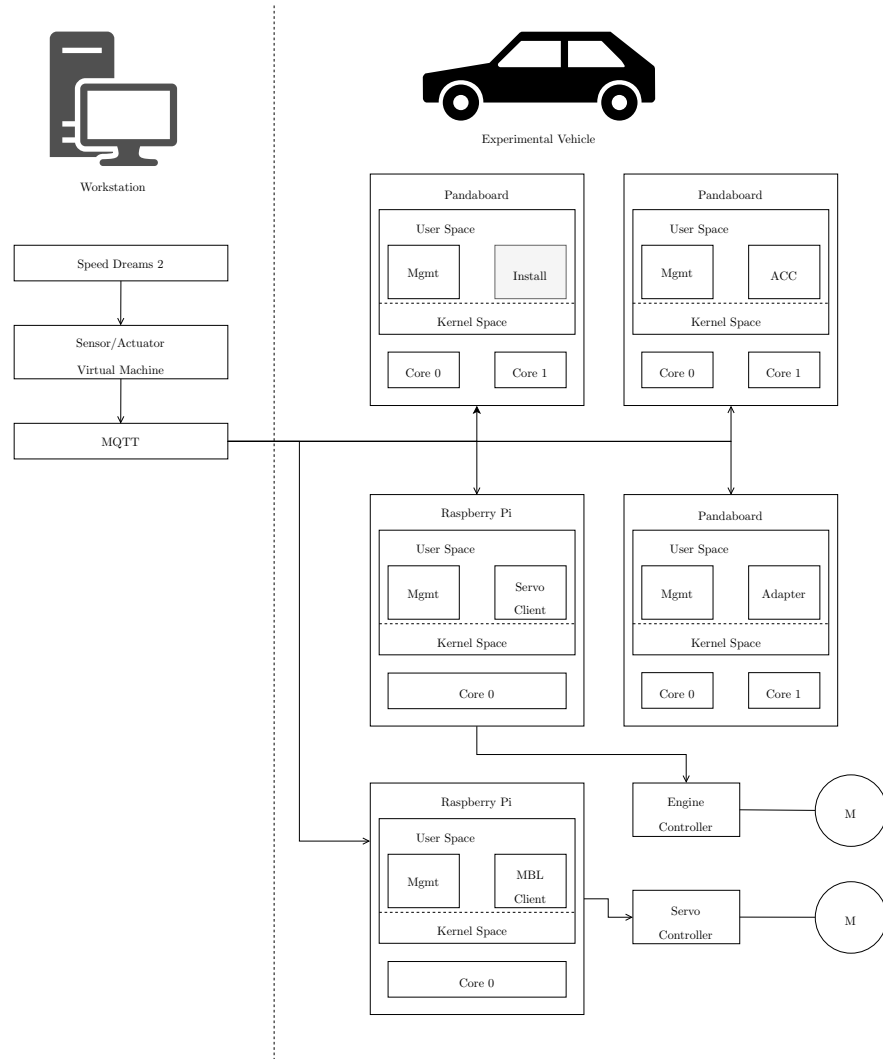 Workstation
Speed Dreams 2
Sensor/Actuator
Virtual Machine
MQTT
Experimental Vehicle
Pandaboard
User Space
Mgmt
Install
Kernel Space
Core 0
Core 1
Pandaboard
User Space
Mgmt
ACC
Kernel Space
Core 0
Core 1
Raspberry Pi
User Space
Mgmt
Servo
Client
Kernel Space
Core 0
Pandaboard
User Space
Mgmt
Adapter
Kernel Space
Core 0
Core 1
Raspberry Pi
User Space
Mgmt
MBL
Client
Kernel Space
Core 0
Engine
Controller
M
Servo
Controller
M